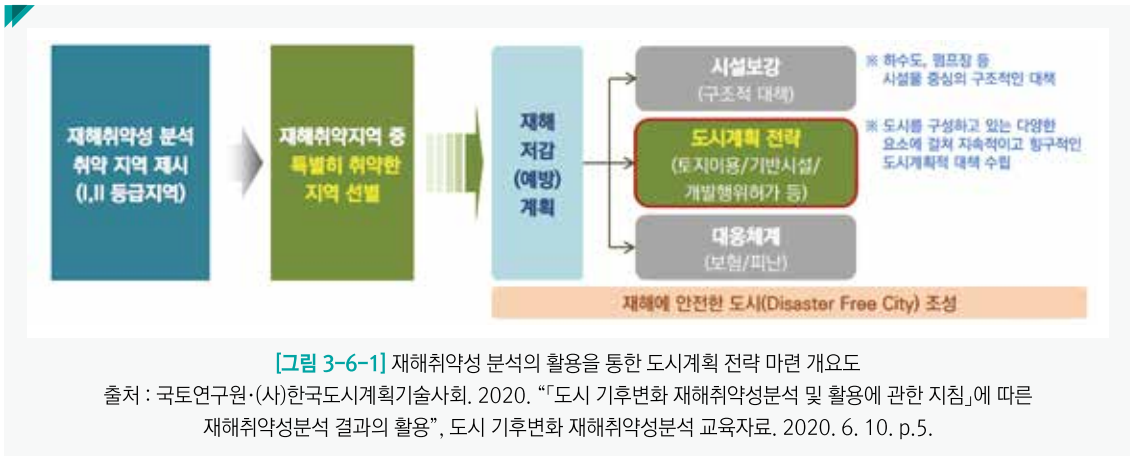 재해취약성 분석
취약 지역 제시
(I,II 등급지역)
재해취약지역 중
특별히 취약한
지역 선별
재해
저감
(예방)
계획
시설보강
(구조적 대책)
※ 하수도, 펌프장 등
시설물 중심의 구조적인 대책
도시계획 전략
(토지이용/기반시설/
개발행위허가 등)
※ 도시를 구성하고 있는 다양한
요소에 걸쳐 지속적이고 항구적인
도시계획적 대책 수립
대응체계
(보험/피난)
재해에 안전한 도시(Disaster Free City) 조성
[그림 3-6-1] 재해취약성 분석의 활용을 통한 도시계획 전략 마련 개요도
출처 : 국토연구원·(사)한국도시계획기술사회. 2020. “「도시 기후변화 재해취약성분석 및 활용에 관한 지침」에 따른
재해취약성분석 결과의 활용”, 도시 기후변화 재해취약성분석 교육자료. 2020. 6. 10. p.5.